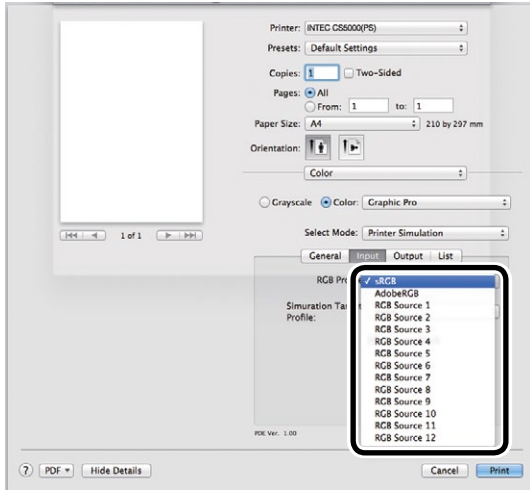 Printer: INTEC CS5000(PS)
Presets: Default Settings
Copies: 1 Two-Sided
Pages: All
From: 1 to: 1
Paper Size: A4 210 by 297 mm
Orientation:
Color
Grayscale Color: Graphic Pro
1 of 1
Select Mode: Printer Simulation
General Input Output List
RGB Pro ✓ sRGB
AdobeRGB
RGB Source 1
Simuration Ta RGB Source 2
Profile: RGB Source 3
RGB Source 4
RGB Source 5
RGB Source 6
RGB Source 7
RGB Source 8
RGB Source 9
RGB Source 10
RGB Source 11
RGB Source 12
PDE Ver. 1.00
? PDF Hide Details Cancel Print